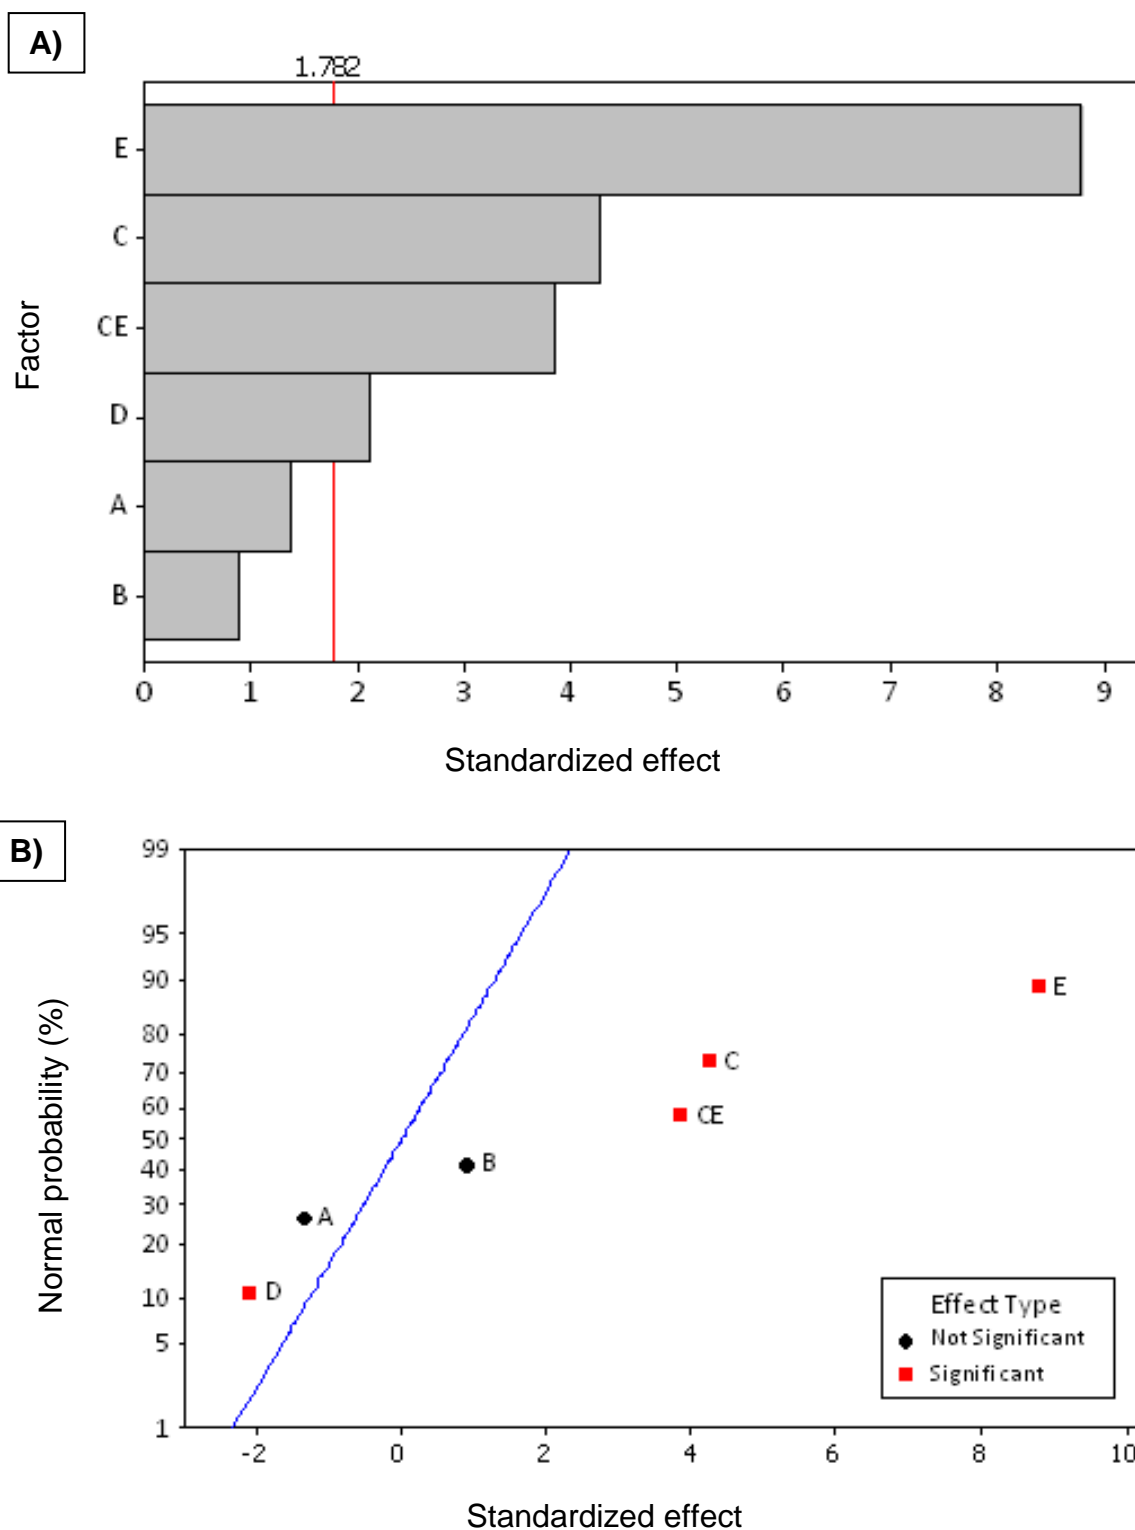 A)
1.782
E
C
CE
D
A
B
Factor
0 1 2 3 4 5 6 7 8 9
Standardized effect
B)
99
95
90
80
70
60
50
40
30
20
10
5
1
Normal probability (%)
E
C
CE
B
A
D
Effect Type
Not Significant
Significant
-2 0 2 4 6 8 10
Standardized effect